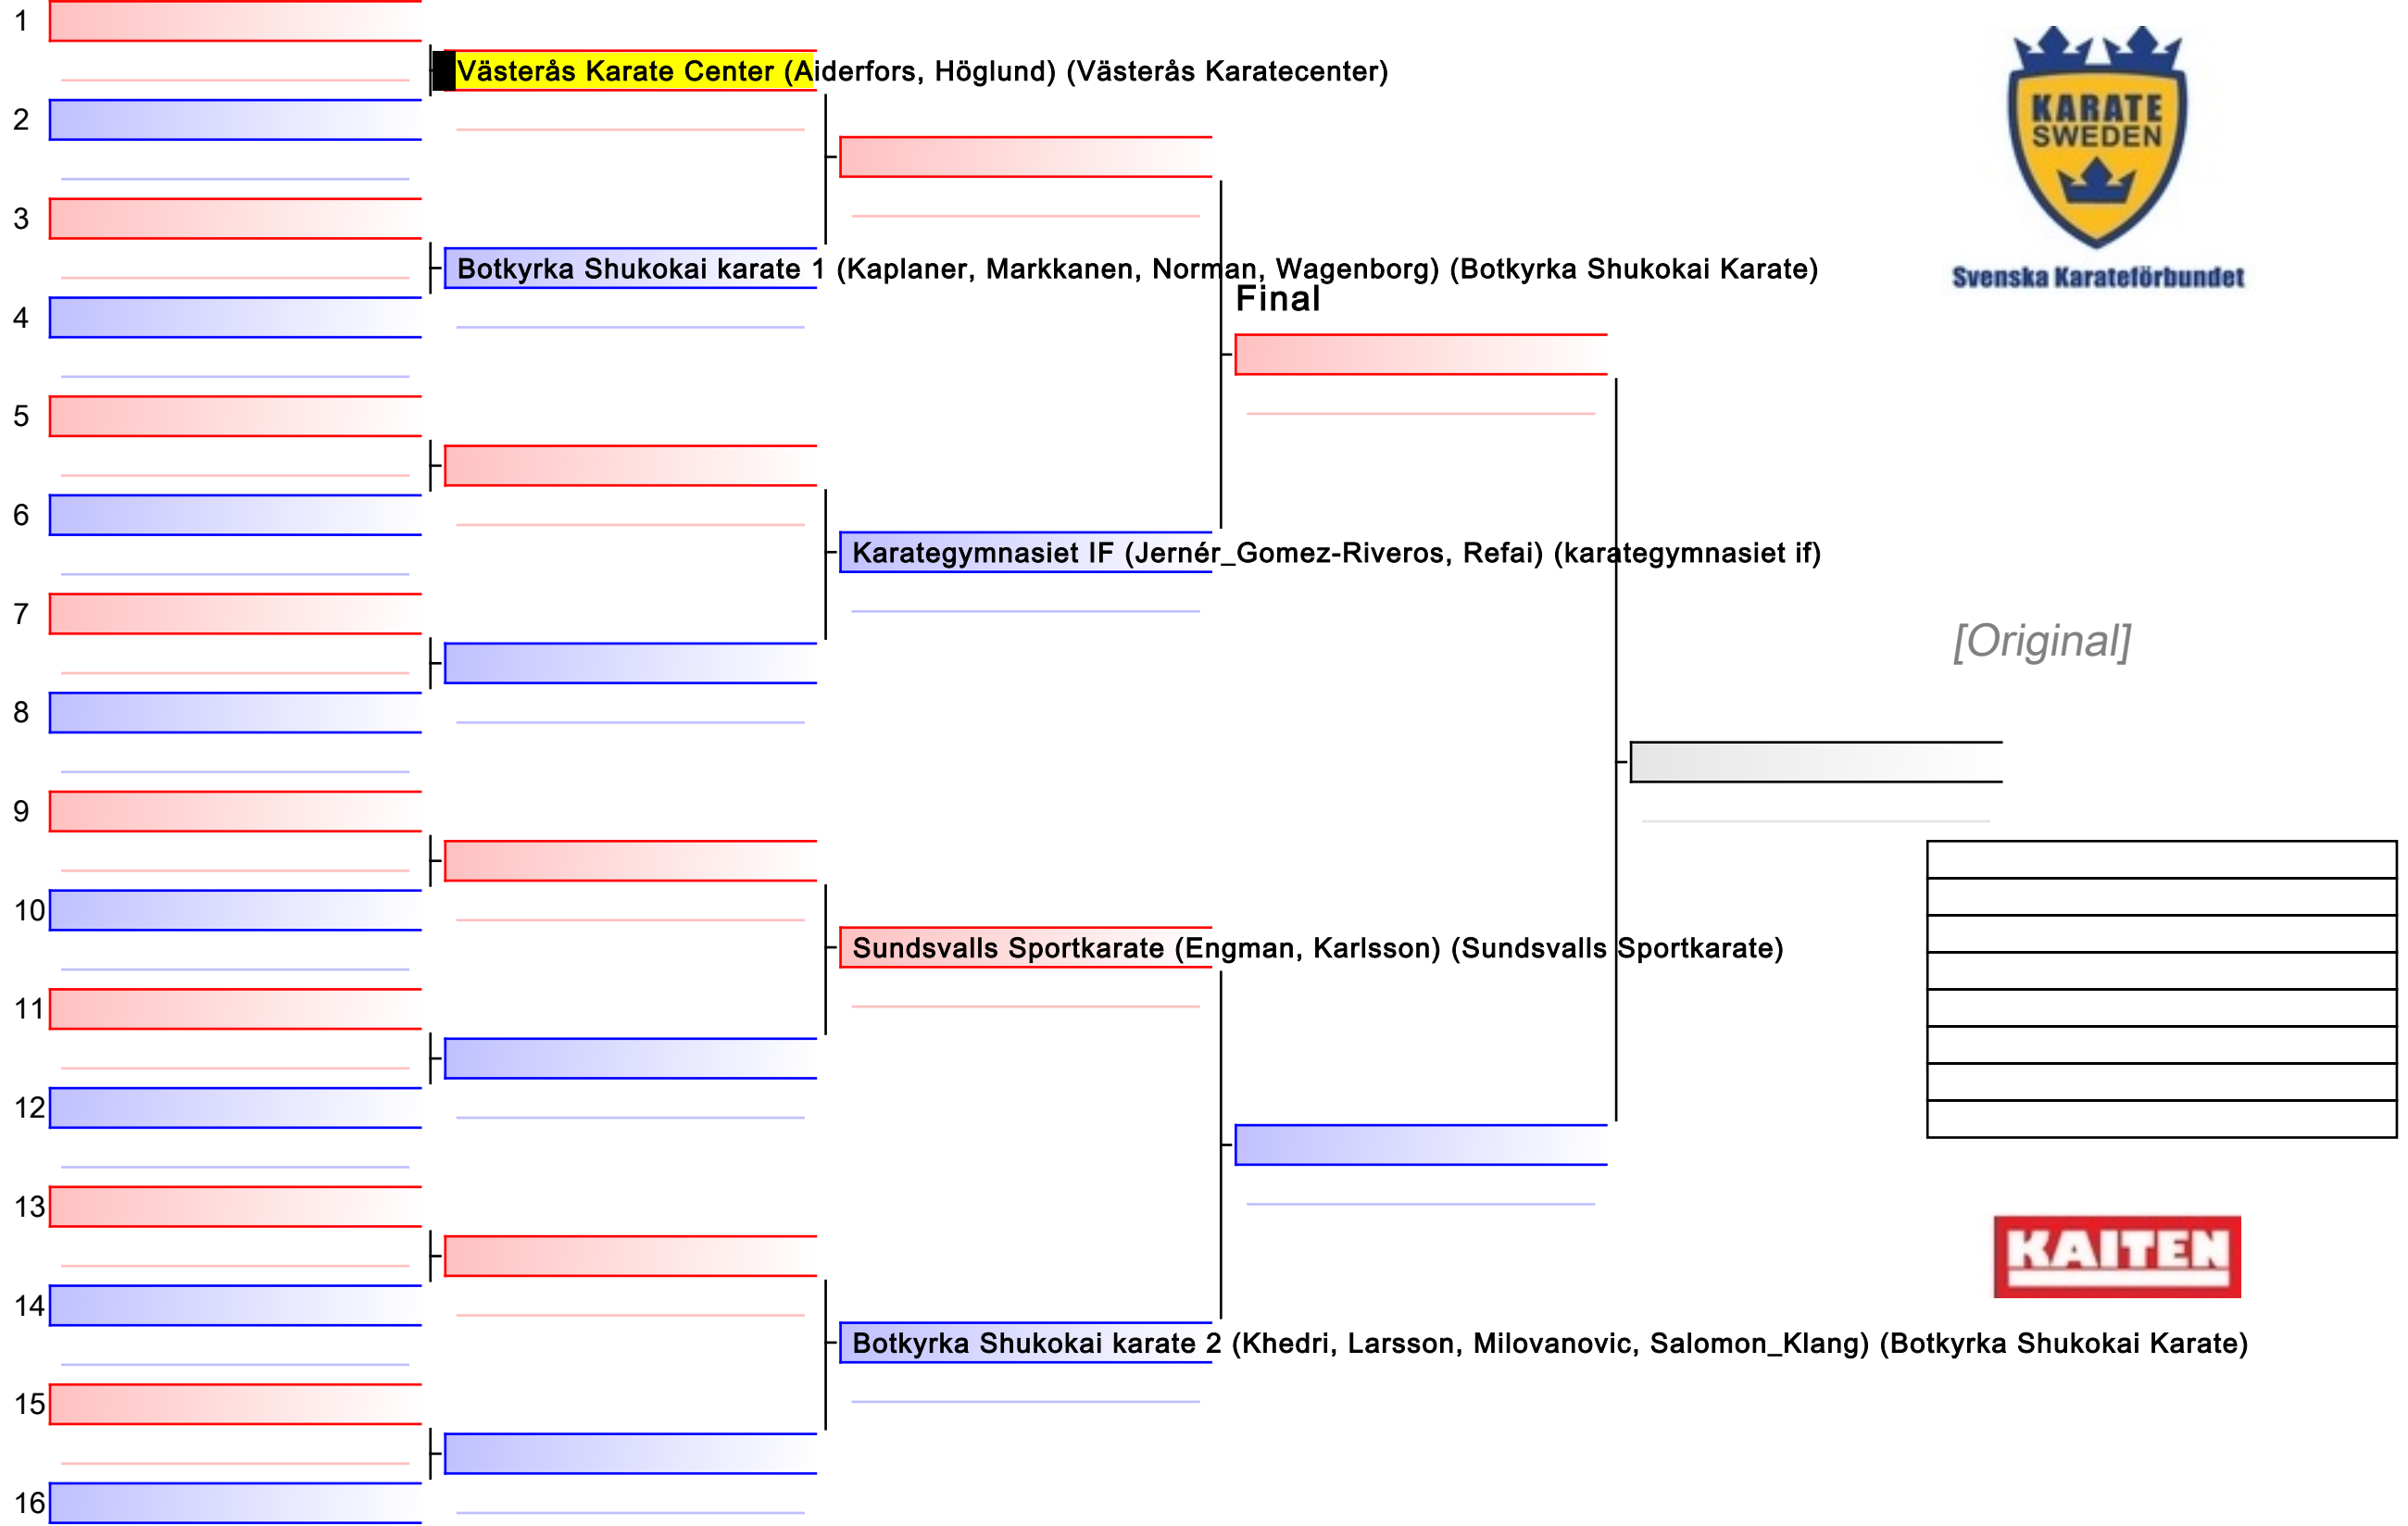 1
Västerås Karate Center (Aiderfors, Höglund) (Västerås Karatecenter)
2
KARATE
SWEDEN
3
Botkyrka Shukokai karate 1 (Kaplaner, Markkanen, Norman, Wagenborg) (Botkyrka Shukokai Karate)
Svenska Karateförbundet
Final
4
5
6
Karategymnasiet IF (Jernér_Gomez-Riveros, Refai) (karategymnasiet if)
7
[Original]
8
9
10
Sundsvalls Sportkarate (Engman, Karlsson) (Sundsvalls Sportkarate)
11
12
13
KAITEN
14
Botkyrka Shukokai karate 2 (Khedri, Larsson, Milovanovic, Salomon_Klang) (Botkyrka Shukokai Karate)
15
16